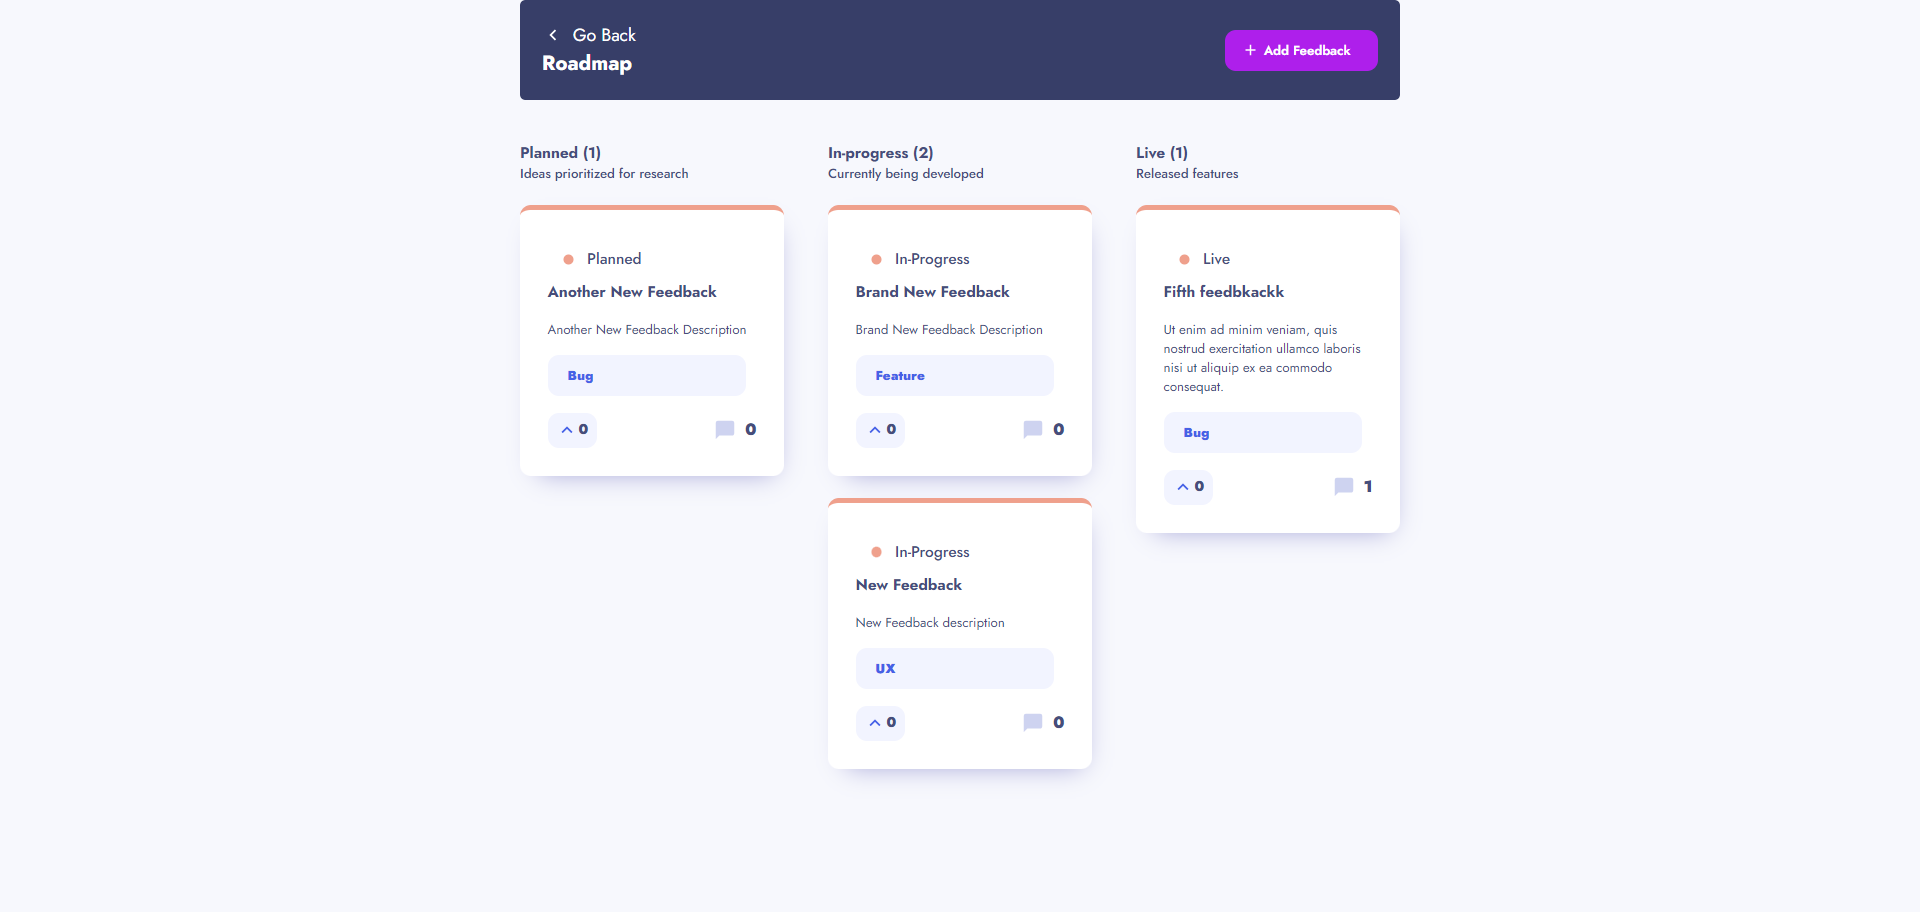 Go Back
Roadmap
+ Add Feedback
Planned (1)
Ideas prioritized for research
Planned
Another New Feedback
Another New Feedback Description
Bug
0
0
In-progress (2)
Currently being developed
In-Progress
Brand New Feedback
Brand New Feedback Description
Feature
0
0
In-Progress
New Feedback
New Feedback description
UX
0
0
Live (1)
Released features
Live
Fifth feedbkackk
Ut enim ad minim veniam, quis
nostrud exercitation ullamco laboris
nisi ut aliquip ex ea commodo
consequat.
Bug
0
1